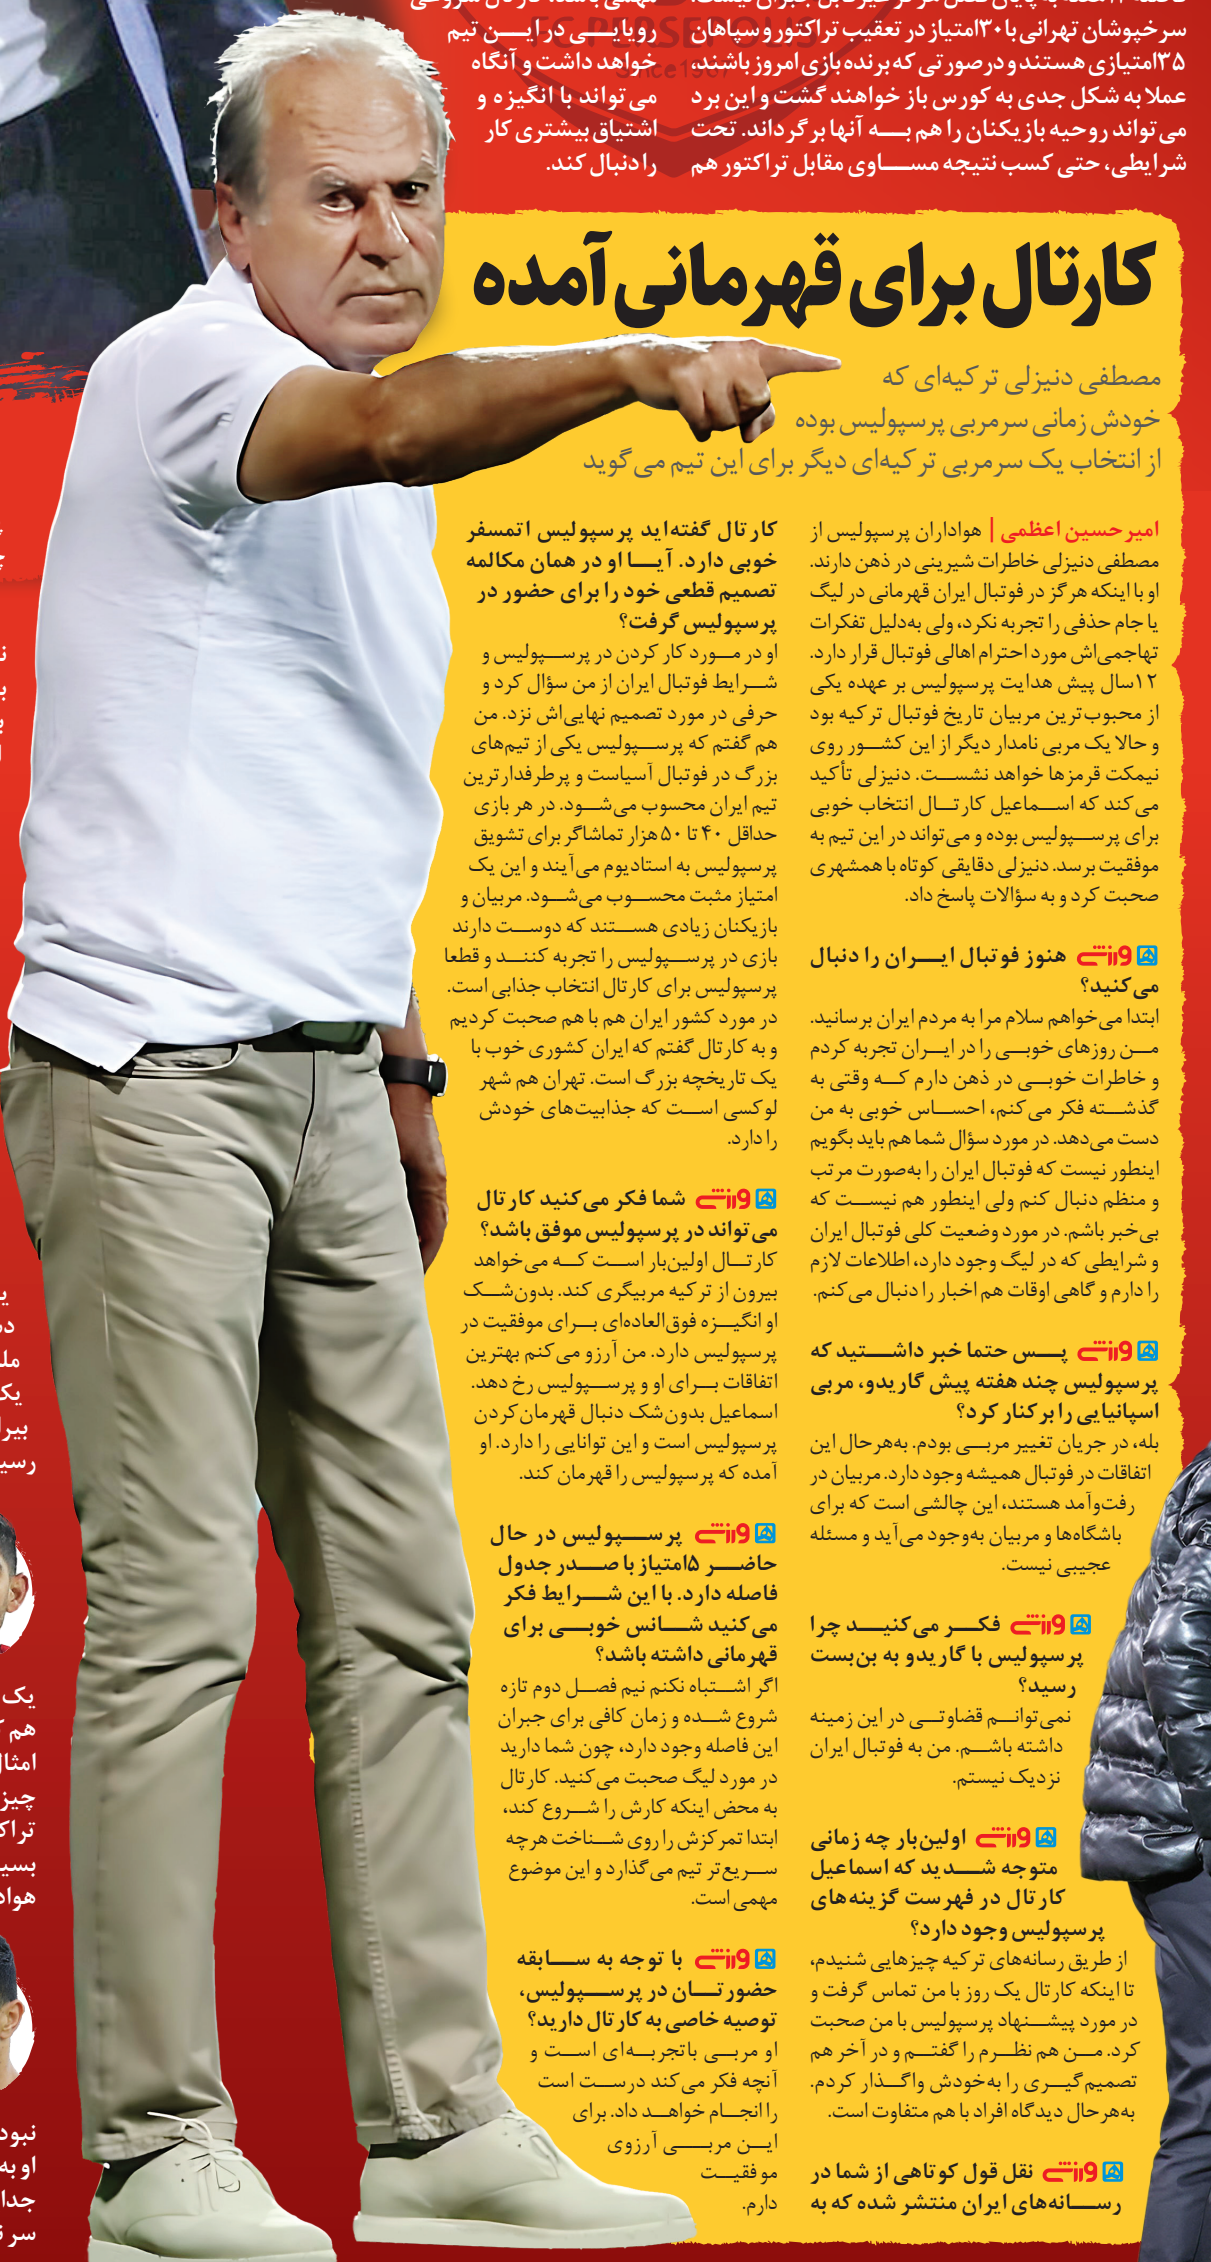 سرخپوشان تهرانی با ۳۰امتیاز در تعقیب تراکتور و سپاهان
۳۵امتیازی هستند و در صورتی که برنده بازی امروز باشند،
عملا به شکل جدی به کورس باز خواهند گشت و این برد
می‌تواند روحیه بازیکنان را هم بـه آنها برگرداند. تحت
شرایطی، حتی کسب نتیجه مساوی مقابل تراکتور هم
رویایی در این تیم
خواهد داشت و آنگاه
می‌تواند با انگیزه و
اشتیاق بیشتری کار
را دنبال کند.
FC PERSEPOLIS
Since 1967
کارتال برای قهرمانی آمده
مصطفی دنیزلی ترکیه‌ای که
خودش زمانی سرمربی پرسپولیس بوده
از انتخاب یک سرمربی ترکیه‌ای دیگر برای این تیم می‌گوید
امیرحسین اعظمی | هواداران پرسپولیس از
مصطفی دنیزلی خاطرات شیرینی در ذهن دارند.
او با اینکه هرگز در فوتبال ایران قهرمانی در لیگ
یا جام حذفی را تجربه نکرد، ولی به‌دلیل تفکرات
تهاجمی‌اش مورد احترام اهالی فوتبال قرار دارد.
۱۲سال پیش هدایت پرسپولیس بر عهده یکی
از محبوب‌ترین مربیان تاریخ فوتبال ترکیه بود
و حالا یک مربی نامدار دیگر از این کشور روی
نیمکت قرمزها خواهد نشست. دنیزلی تأکید
می‌کند که اسماعیل کارتال انتخاب خوبی
برای پرسپولیس بوده و می‌تواند در این تیم به
موفقیت برسد. دنیزلی دقایقی کوتاه با همشهری
صحبت کرد و به سؤالات پاسخ داد.
ورزشی هنوز فوتبال ایران را دنبال
می‌کنید؟
ابتدا می‌خواهم سلام مرا به مردم ایران برسانید.
من روزهای خوبی را در ایران تجربه کردم
و خاطرات خوبی در ذهن دارم که وقتی به
گذشته فکر می‌کنم، احساس خوبی به من
دست می‌دهد. در مورد سؤال شما هم باید بگویم
اینطور نیست که فوتبال ایران را به‌صورت مرتب
و منظم دنبال کنم ولی اینطور هم نیست که
بی‌خبر باشم. در مورد وضعیت کلی فوتبال ایران
و شرایطی که در لیگ وجود دارد، اطلاعات لازم
را دارم و گاهی اوقات هم اخبار را دنبال می‌کنم.
ورزشی پس حتما خبر داشتید که
پرسپولیس چند هفته پیش گاریدو، مربی
اسپانیایی را برکنار کرد؟
بله، در جریان تغییر مربی بودم. به‌هرحال این
اتفاقات در فوتبال همیشه وجود دارد. مربیان در
رفت‌وآمد هستند، این چالشی است که برای
باشگاه‌ها و مربیان به‌وجود می‌آید و مسئله
عجیبی نیست.
ورزشی فکر می‌کنید چرا
پرسپولیس با گاریدو به بن‌بست
رسید؟
نمی‌توانم قضاوتی در این زمینه
داشته باشم. من به فوتبال ایران
نزدیک نیستم.
ورزشی اولین‌بار چه زمانی
متوجه شدید که اسماعیل
کارتال در فهرست گزینه‌های
پرسپولیس وجود دارد؟
از طریق رسانه‌های ترکیه چیزهایی شنیدم،
تا اینکه کارتال یک روز با من تماس گرفت و
در مورد پیشنهاد پرسپولیس با من صحبت
کرد. من هم نظرم را گفتم و در آخر هم
تصمیم‌گیری را به‌خودش واگذار کردم.
به‌هرحال دیدگاه افراد با هم متفاوت است.
ورزشی نقل قول کوتاهی از شما در
رسانه‌های ایران منتشر شده که به
کارتال گفته‌اید پرسپولیس اتمسفر
خوبی دارد. آیا او در همان مکالمه
تصمیم قطعی خود را برای حضور در
پرسپولیس گرفت؟
او در مورد کار کردن در پرسپولیس و
شرایط فوتبال ایران از من سؤال کرد و
حرفی در مورد تصمیم نهایی‌اش نزد. من
هم گفتم که پرسپولیس یکی از تیم‌های
بزرگ در فوتبال آسیاست و پرطرفدارترین
تیم ایران محسوب می‌شود. در هر بازی
حداقل ۴۰ تا ۵۰هزار تماشاگر برای تشویق
پرسپولیس به استادیوم می‌آیند و این یک
امتیاز مثبت محسوب می‌شود. مربیان و
بازیکنان زیادی هستند که دوست دارند
بازی در پرسپولیس را تجربه کنند و قطعا
پرسپولیس برای کارتال انتخاب جذابی است.
در مورد کشور ایران هم با هم صحبت کردیم
و به کارتال گفتم که ایران کشوری خوب با
یک تاریخچه بزرگ است. تهران هم شهر
لوکسی است که جذابیت‌های خودش
را دارد.
ورزشی شما فکر می‌کنید کارتال
می‌تواند در پرسپولیس موفق باشد؟
کارتال اولین‌بار است که می‌خواهد
بیرون از ترکیه مربیگری کند. بدون‌شک
او انگیزه فوق‌العاده‌ای برای موفقیت در
پرسپولیس دارد. من آرزو می‌کنم بهترین
اتفاقات برای او و پرسپولیس رخ دهد.
اسماعیل بدون‌شک دنبال قهرمان‌کردن
پرسپولیس است و این توانایی را دارد. او
آمده که پرسپولیس را قهرمان کند.
ورزشی پرسپولیس در حال
حاضر ۵امتیاز با صدر جدول
فاصله دارد. با این شرایط فکر
می‌کنید شانس خوبی برای
قهرمانی داشته باشد؟
اگر اشتباه نکنم نیم فصل دوم تازه
شروع شده و زمان کافی برای جبران
این فاصله وجود دارد، چون شما دارید
در مورد لیگ صحبت می‌کنید. کارتال
به محض اینکه کارش را شروع کند،
ابتدا تمرکزش را روی شناخت هرچه
سریع‌تر تیم می‌گذارد و این موضوع
مهمی است.
ورزشی با توجه به سابقه
حضورتان در پرسپولیس،
توصیه خاصی به کارتال دارید؟
او مربی باتجربه‌ای است و
آنچه فکر می‌کند درست است
را انجام خواهد داد. برای
این مربی آرزوی
موفقیت
دارم.